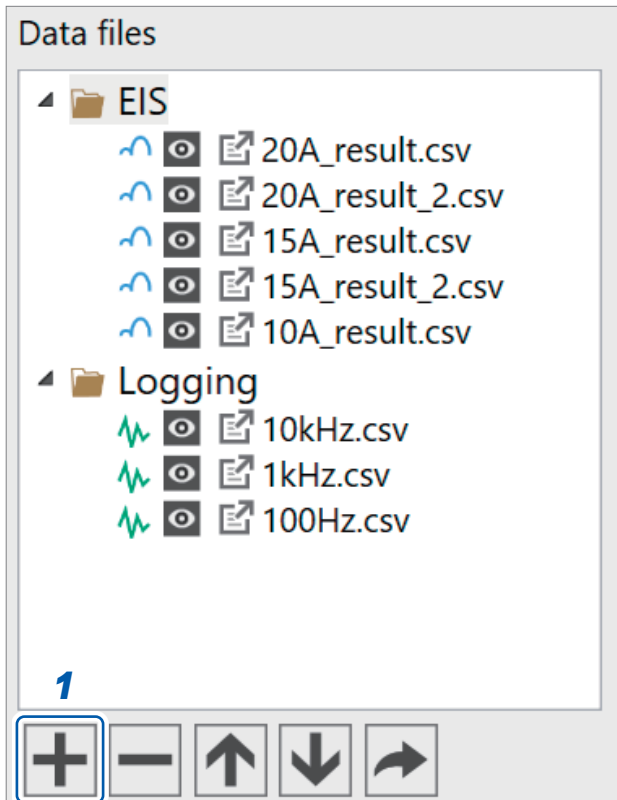 Data files
EIS
20A_result.csv
20A_result_2.csv
15A_result.csv
15A_result_2.csv
10A_result.csv
Logging
10kHz.csv
1kHz.csv
100Hz.csv
1